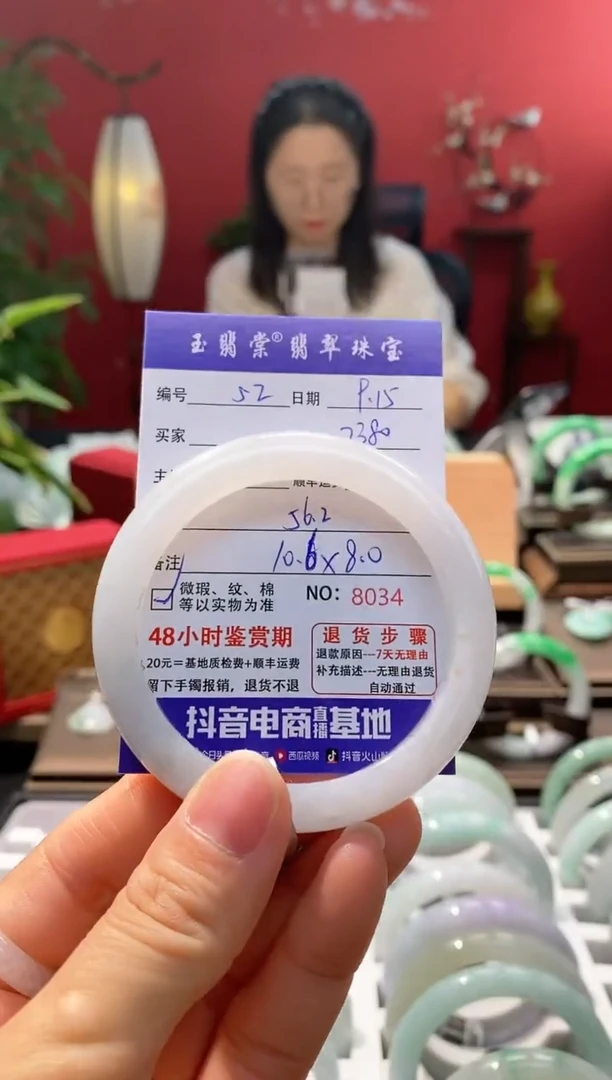 玉翡棠®翡翠珠宝
编号 52 日期 9.15
买家 7380
56.2
备注 10.6×8.0
微瑕、纹、棉
等以实物为准
NO: 8034
48小时鉴赏期
20元=基地质检费+顺丰运费
留下手镯报销，退货不退
退货步骤
退款原因---7天无理由
补充描述---无理由退货
自动通过
抖音电商直播基地
西瓜视频 抖音火山